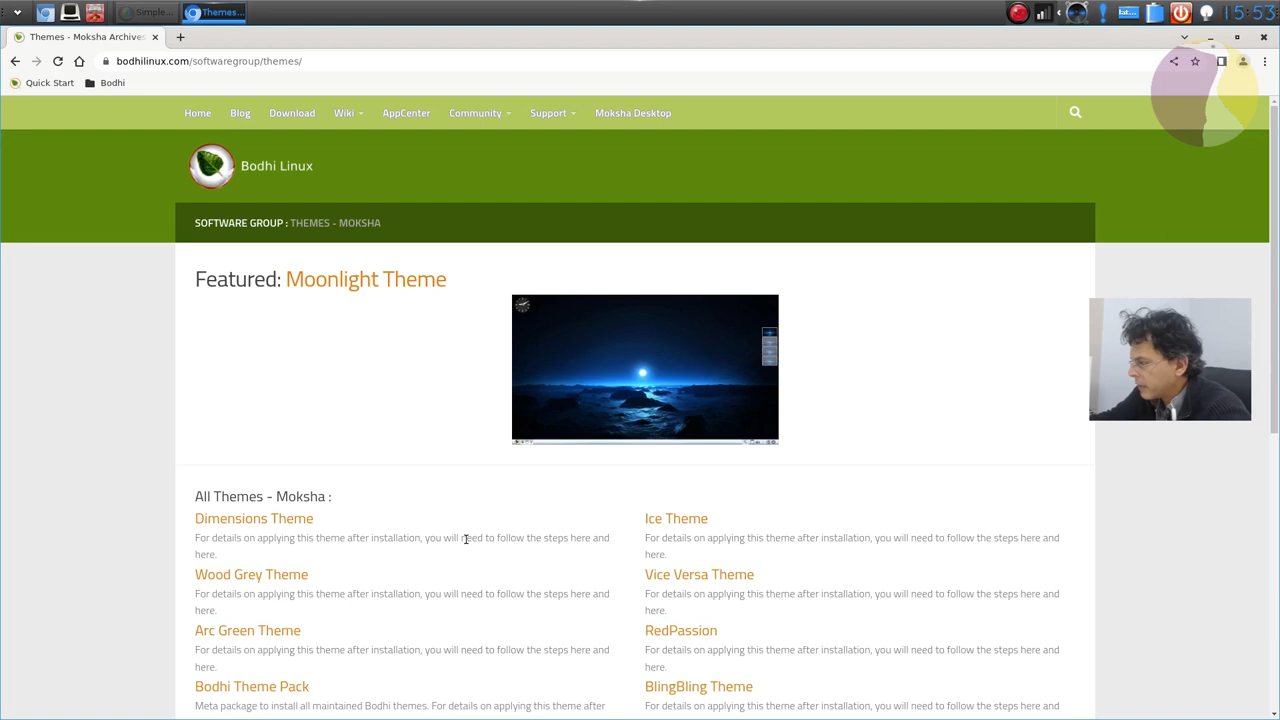 Simple...
Themes...
lat...
15:53
Themes - Moksha Archives
bodhilinux.com/softwaregroup/themes/
Quick Start
Bodhi
Home
Blog
Download
Wiki
AppCenter
Community
Support
Moksha Desktop
Bodhi Linux
SOFTWARE GROUP : THEMES - MOKSHA
Featured: Moonlight Theme
All Themes - Moksha :
Dimensions Theme
For details on applying this theme after installation, you will need to follow the steps here and
here.
Ice Theme
For details on applying this theme after installation, you will need to follow the steps here and
here.
Wood Grey Theme
For details on applying this theme after installation, you will need to follow the steps here and
here.
Vice Versa Theme
For details on applying this theme after installation, you will need to follow the steps here and
here.
Arc Green Theme
For details on applying this theme after installation, you will need to follow the steps here and
here.
RedPassion
For details on applying this theme after installation, you will need to follow the steps here and
here.
Bodhi Theme Pack
Meta package to install all maintained Bodhi themes. For details on applying this theme after
BlingBling Theme
For details on applying this theme after installation, you will need to follow the steps here and